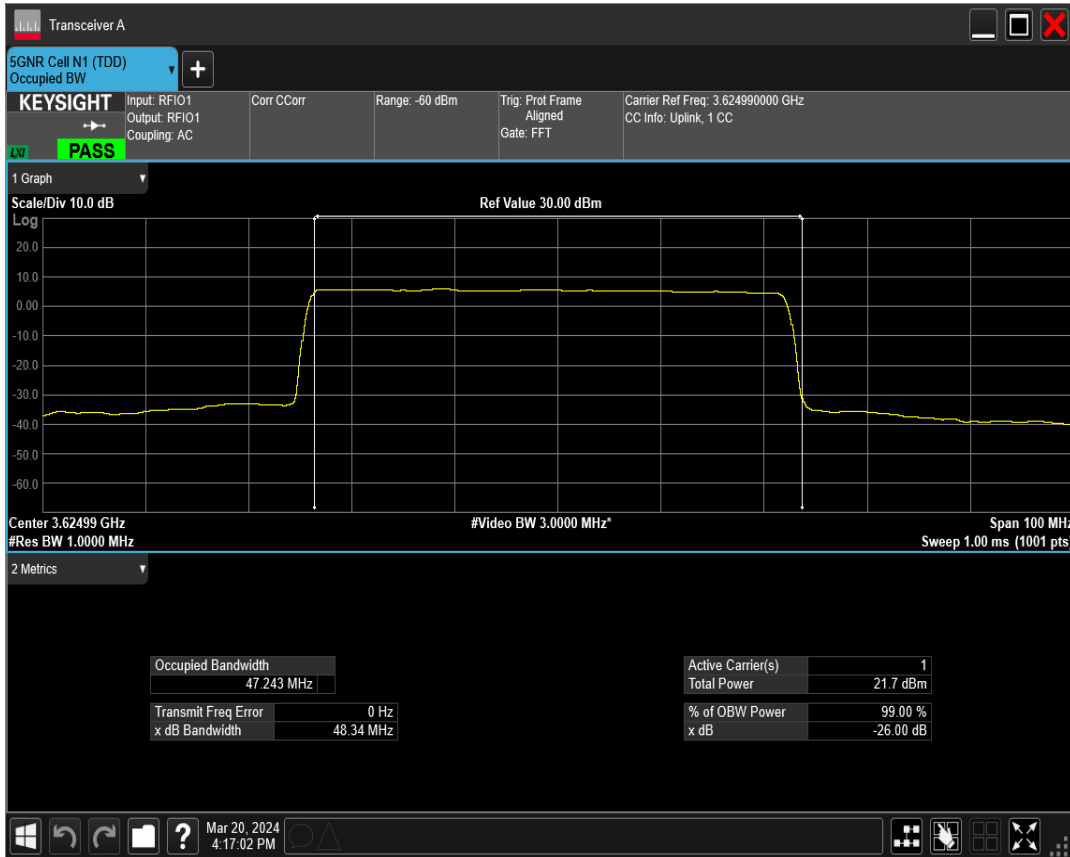 Transceiver A
5GNR Cell N1 (TDD)
Occupied BW
+
KEYSIGHT
LXI
PASS
Input: RFIO1
Output: RFIO1
Coupling: AC
Corr CCorr
Range: -60 dBm
Trig: Prot Frame
Aligned
Gate: FFT
Carrier Ref Freq: 3.624990000 GHz
CC Info: Uplink, 1 CC
1 Graph
Scale/Div 10.0 dB
Ref Value 30.00 dBm
Log
20.0
10.0
0.00
-10.0
-20.0
-30.0
-40.0
-50.0
-60.0
Center 3.62499 GHz
#Video BW 3.0000 MHz*
Span 100 MHz
#Res BW 1.0000 MHz
Sweep 1.00 ms (1001 pts)
2 Metrics
Occupied Bandwidth
47.243 MHz
Transmit Freq Error 0 Hz
x dB Bandwidth 48.34 MHz
Active Carrier(s) 1
Total Power 21.7 dBm
% of OBW Power 99.00 %
x dB -26.00 dB
?
Mar 20, 2024
4:17:02 PM